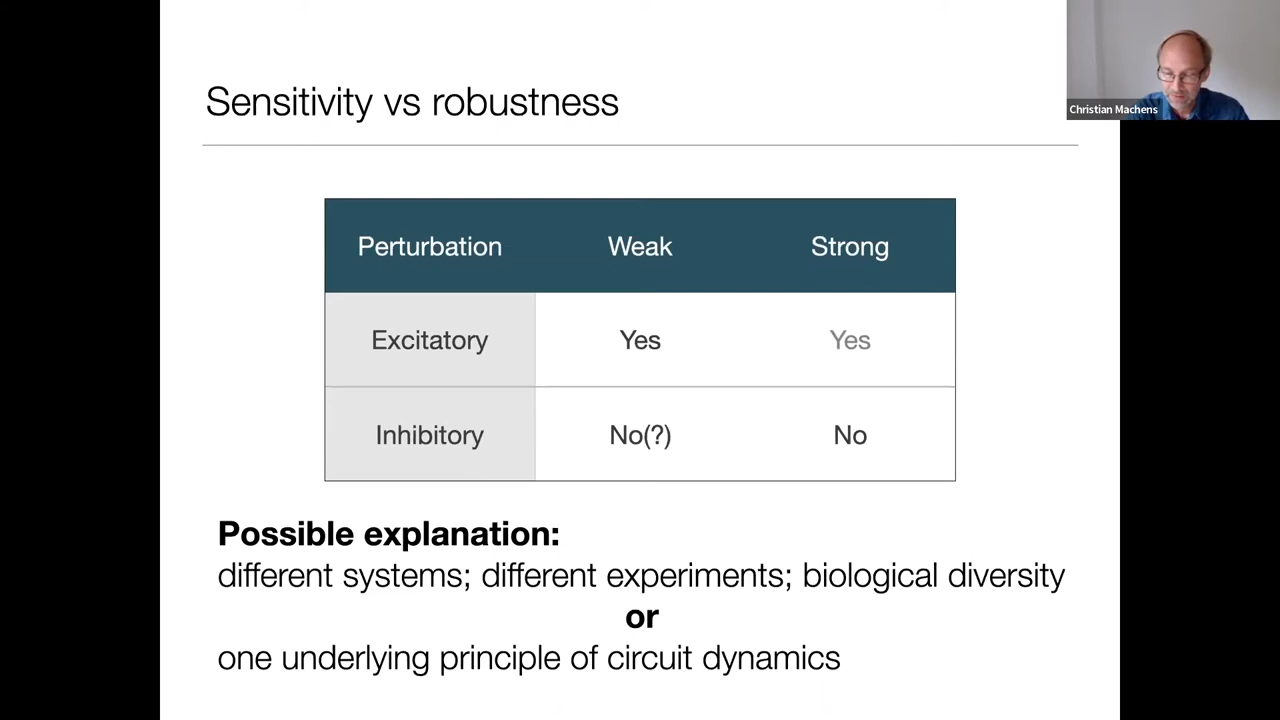 Sensitivity vs robustness
Christian Machens
Perturbation Weak Strong
Excitatory Yes Yes
Inhibitory No(?) No
Possible explanation:
different systems; different experiments; biological diversity
or
one underlying principle of circuit dynamics